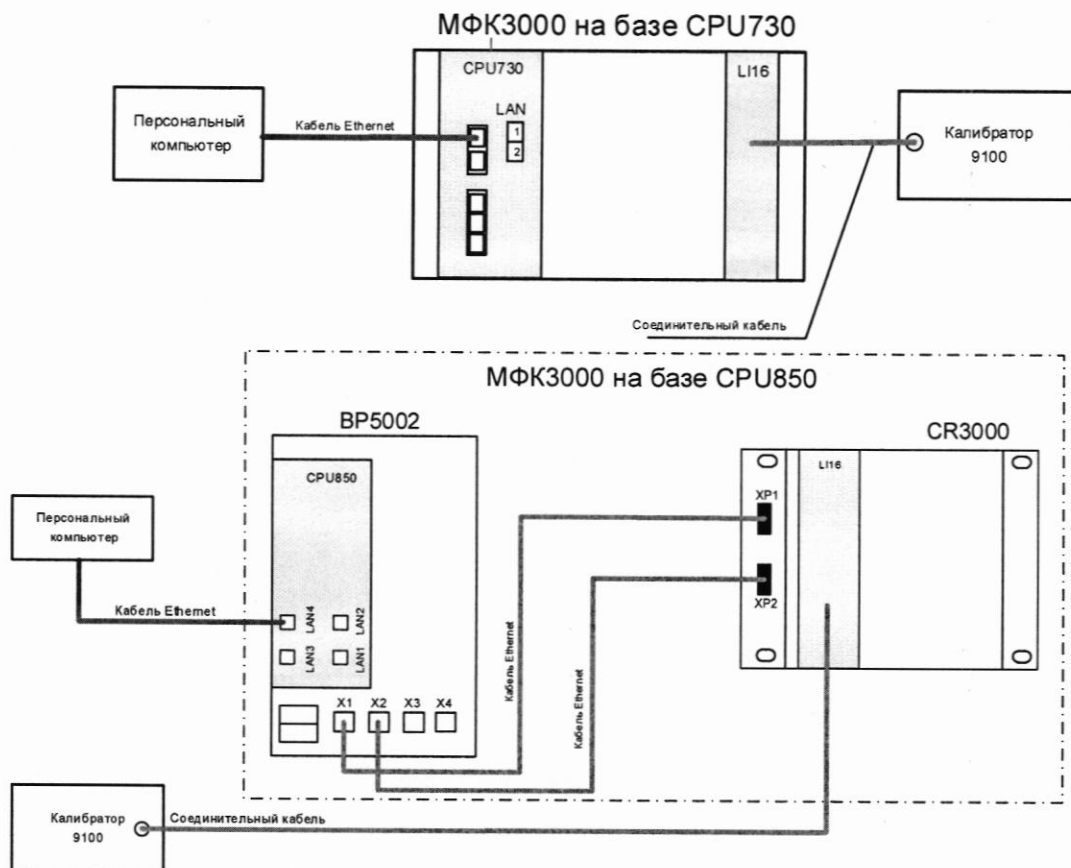 МФК3000 на базе CPU730
CPU730
LI16
LAN
1
2
Персональный
компьютер
Кабель Ethernet
Калибратор
9100
Соединительный кабель
МФК3000 на базе CPU850
BP5002
CR3000
CPU850
LI16
XP1
XP2
Персональный
компьютер
Кабель Ethernet
LAN4
LAN2
LAN3
LAN1
X1
X2
X3
X4
Кабель Ethernet
Кабель Ethernet
Калибратор
9100
Соединительный кабель